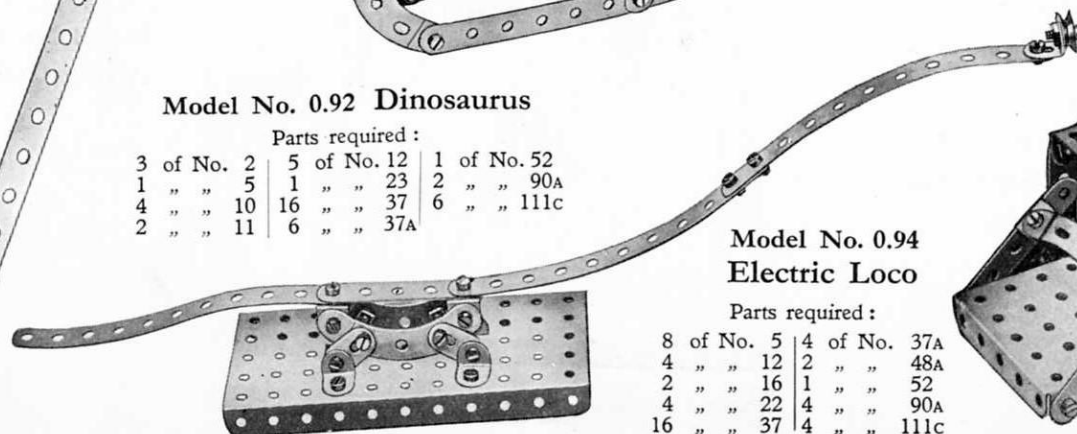 Model No. 0.92 Dinosaurus
Parts required :
3 of No. 2 | 5 of No. 12 | 1 of No. 52
1 „ „ 5 | 1 „ „ 23 | 2 „ „ 90A
4 „ „ 10 | 16 „ „ 37 | 6 „ „ 111C
2 „ „ 11 | 6 „ „ 37A
Model No. 0.94
Electric Loco
Parts required :
8 of No. 5 | 4 of No. 37A
4 „ „ 12 | 2 „ „ 48A
2 „ „ 16 | 1 „ „ 52
4 „ „ 22 | 4 „ „ 90A
16 „ „ 37 | 4 „ „ 111C